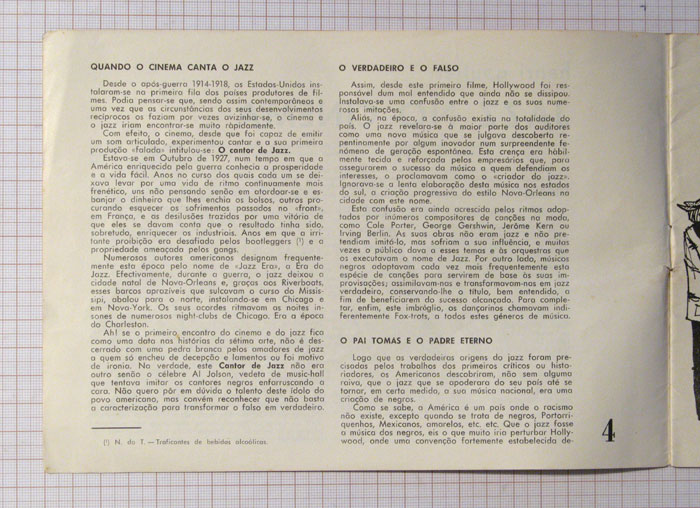 QUANDO O CINEMA CANTA O JAZZ
Desde o após-guerra 1914-1918, os Estados-Unidos ins-
talaram-se na primeira fila dos países produtores de fil-
mes. Podia pensar-se que, sendo assim contemporâneos e
uma vez que as circunstâncias dos seus desenvolvimentos
recíprocos os faziam por vezes avizinhar-se, o cinema e
o jazz iriam encontrar-se muito ràpidamente.
Com efeito, o cinema, desde que foi capaz de emitir
um som articulado, experimentou cantar e a sua primeira
produção «falada» intitulou-se: O cantor de Jazz.
Estava-se em Outubro de 1927, num tempo em que a
América enriquecida pela guerra conhecia a prosperidade
e a vida fácil. Anos no curso dos quais cada um se dei-
xava levar por uma vida de ritmo continuamente mais
frenético, uns não pensando senão em atordoar-se e es-
banjar o dinheiro que lhes enchia os bolsos, outros pro-
curando esquecer os sofrimentos passados no «front»,
em França, e as desilusões trazidas por uma vitória de
que eles se davam conta que o resultado tinha sido,
sobretudo, enriquecer os industriais. Anos em que a irri-
tante proibição era desafiada pelos bootleggers (¹) e a
propriedade ameaçada pelos gangs.
Numerosos autores americanos designam frequente-
mente esta época pelo nome de «Jazz Era», a Era do
Jazz. Efectivamente, durante a guerra, o jazz deixou a
cidade natal de Nova-Orleans e, graças aos Riverboats,
esses barcos aprazíveis que sulcavam o curso do Missis-
sipi, abalou para o norte, instalando-se em Chicago e
em Nova-York. Os seus acordes ritmavam as noites in-
sones de numerosos night-clubs de Chicago. Era a época
do Charleston.
Ah! se o primeiro encontro do cinema e do jazz fica
como uma data nas histórias da sétima arte, não é des-
cerrado com uma pedra branca pelos amadores de jazz
a quem só encheu de decepção e lamentos ou foi motivo
de ironia. Na verdade, este Cantor de Jazz não era
outro senão o célebre Al Jolson, vedeta de music-hall
que tentava imitar os cantores negros enfarruscando a
cara. Não quero pôr em dúvida o talento deste ídolo do
povo americano, mas convém reconhecer que não basta
a caracterização para transformar o falso em verdadeiro.
(¹) N. do T. — Traficantes de bebidas alcoólicas.
O VERDADEIRO E O FALSO
Assim, desde este primeiro filme, Hollywood foi res-
ponsável dum mal entendido que ainda não se dissipou.
Instalava-se uma confusão entre o jazz e as suas nume-
rosas imitações.
Aliás, na época, a confusão existia na totalidade do
país. O jazz revelara-se à maior parte dos auditores
como uma nova música que se julgava descoberta re-
pentinamente por algum inovador num surpreendente fe-
nómeno de geração espontânea. Esta crença era hàbil-
mente tecida e reforçada pelos empresários que, para
assegurarem o sucesso da música a quem defendiam os
interesses, o proclamavam como o «criador do jazz».
Ignorava-se a lenta elaboração desta música nos estados
do sul, a criação progressiva do estilo Nova-Orleans na
cidade com este nome.
Esta confusão era ainda acrescida pelos ritmos adop-
tados por inúmeros compositores de canções na moda,
como Cole Porter, George Gershwin, Jerôme Kern ou
Irving Berlin. As suas obras não eram jazz e não pre-
tendiam imitá-lo, mas sofriam a sua influência, e muitas
vezes o público dava a esses temas e às orquestras que
os executavam o nome de Jazz. Por outro lado, músicos
negros adaptavam cada vez mais frequentemente esta
espécie de canções para servirem de base às suas im-
provisações; assimilavam-nas e transformavam-nas em jazz
verdadeiro, conservando-lhe o título, bem entendido, a
fim de beneficiarem do sucesso alcançado. Para comple-
tar, enfim, este imbróglio, os dançarinos chamavam indi-
ferentemente Fox-trots, a todos estes géneros de música.
O PAI TOMAS E O PADRE ETERNO
Logo que as verdadeiras origens do jazz foram pre-
cisadas pelos trabalhos dos primeiros críticos ou histo-
riadores, os Americanos descobriram, não sem alguma
raiva, que o jazz que se apoderara do seu país até se
tornar, em certa medida, a sua música nacional, era uma
criação de negros.
Como se sabe, a América é um país onde o racismo
não existe, excepto quando se trata de negros, Portorri-
quenhos, Mexicanos, amarelos, etc. etc. Que o jazz fosse
a música dos negros, eis o que muito iria perturbar Holly-
wood, onde uma convenção fortemente estabelecida de-
4